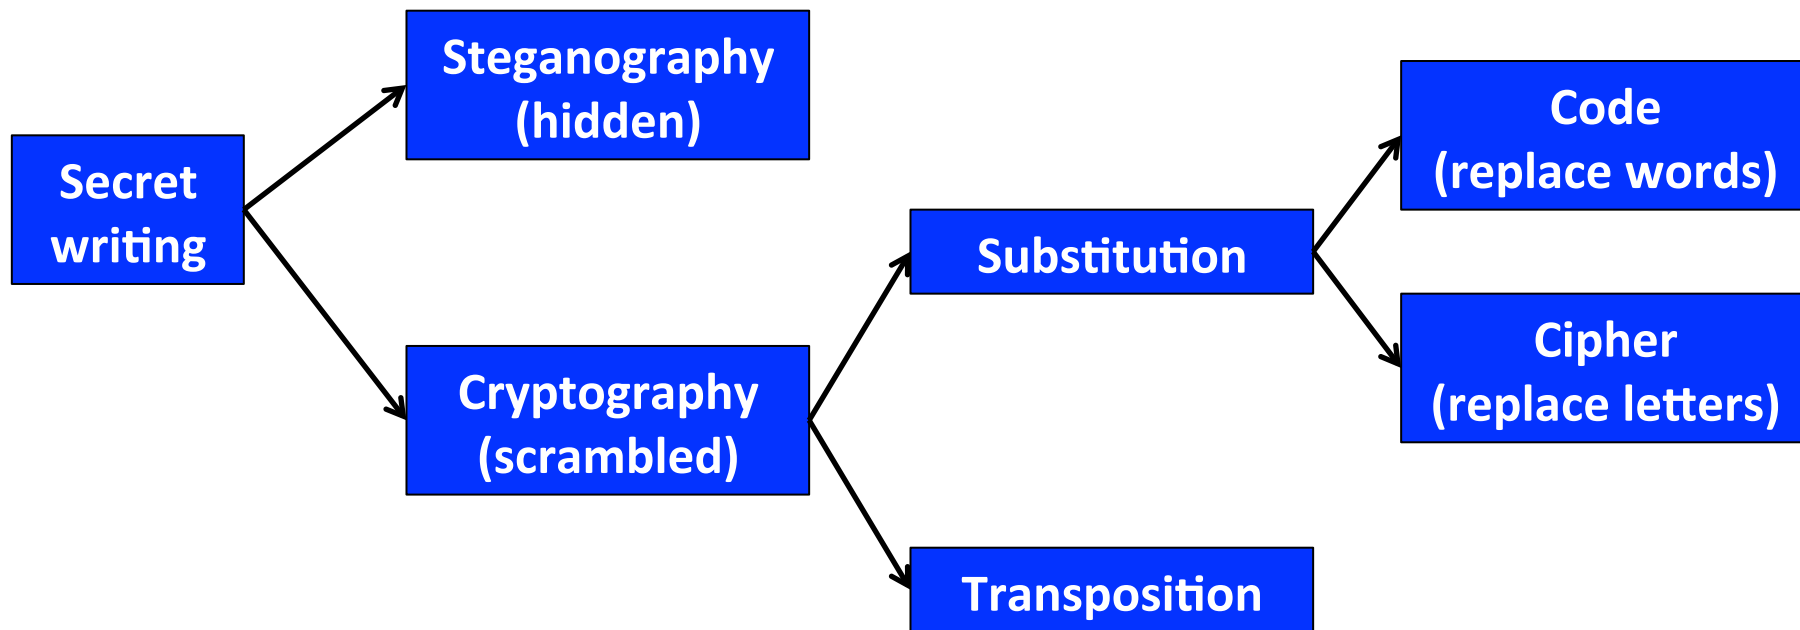 Secret
writing
Steganography
(hidden)
Cryptography
(scrambled)
Substitution
Transposition
Code
(replace words)
Cipher
(replace letters)